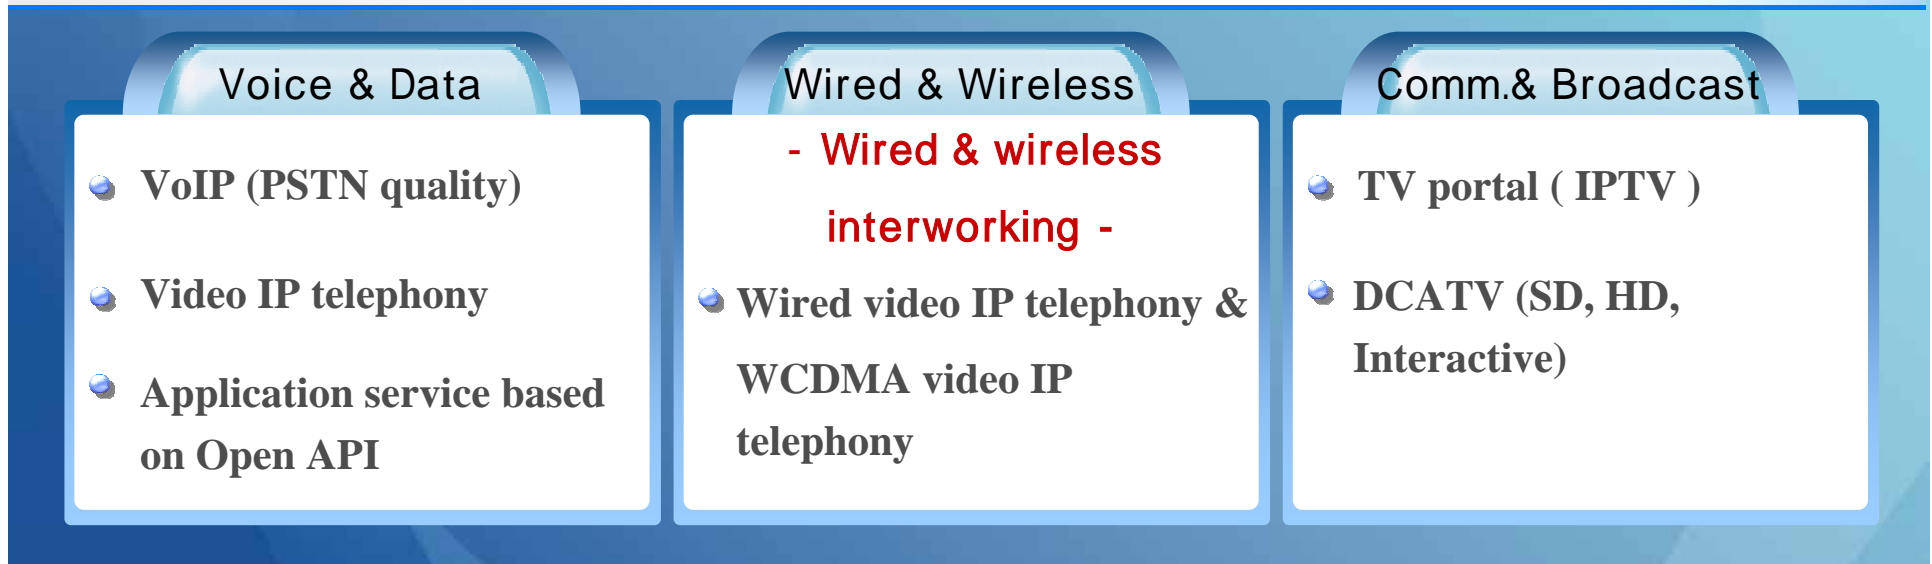 Voice & Data
VoIP (PSTN quality)
Video IP telephony
Application service based
on Open API
Wired & Wireless
- Wired & wireless
interworking -
Wired video IP telephony &
WCDMA video IP
telephony
Comm.& Broadcast
TV portal ( IPTV )
DCATV (SD, HD,
Interactive)